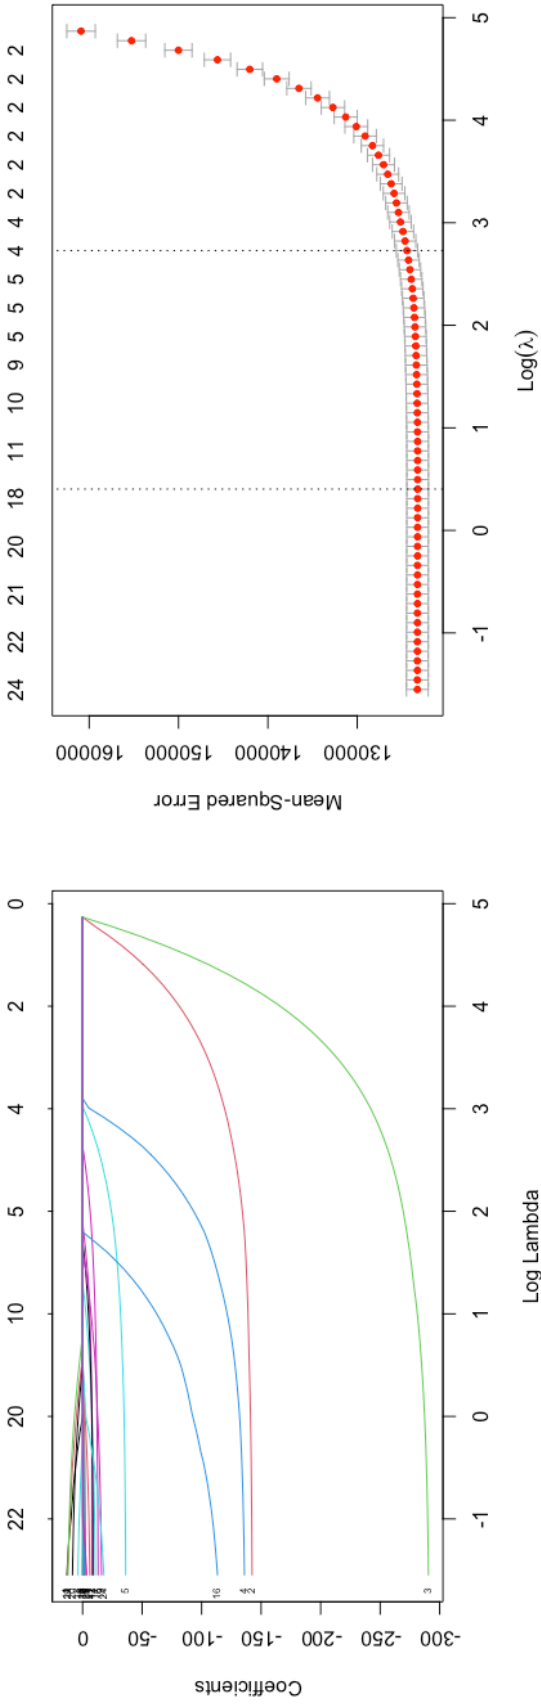 22 20 10 5 4 2 0
Coefficients
0 -50 -100 -150 -200 -250 -300
24
5
16
4
2
3
-1 0 1 2 3 4 5
Log Lambda
24 22 21 20 18 11 10 9 5 5 5 4 4 2 2 2 2 2 2
Mean-Squared Error
160000 150000 140000 130000
-1 0 1 2 3 4 5
Log(λ)